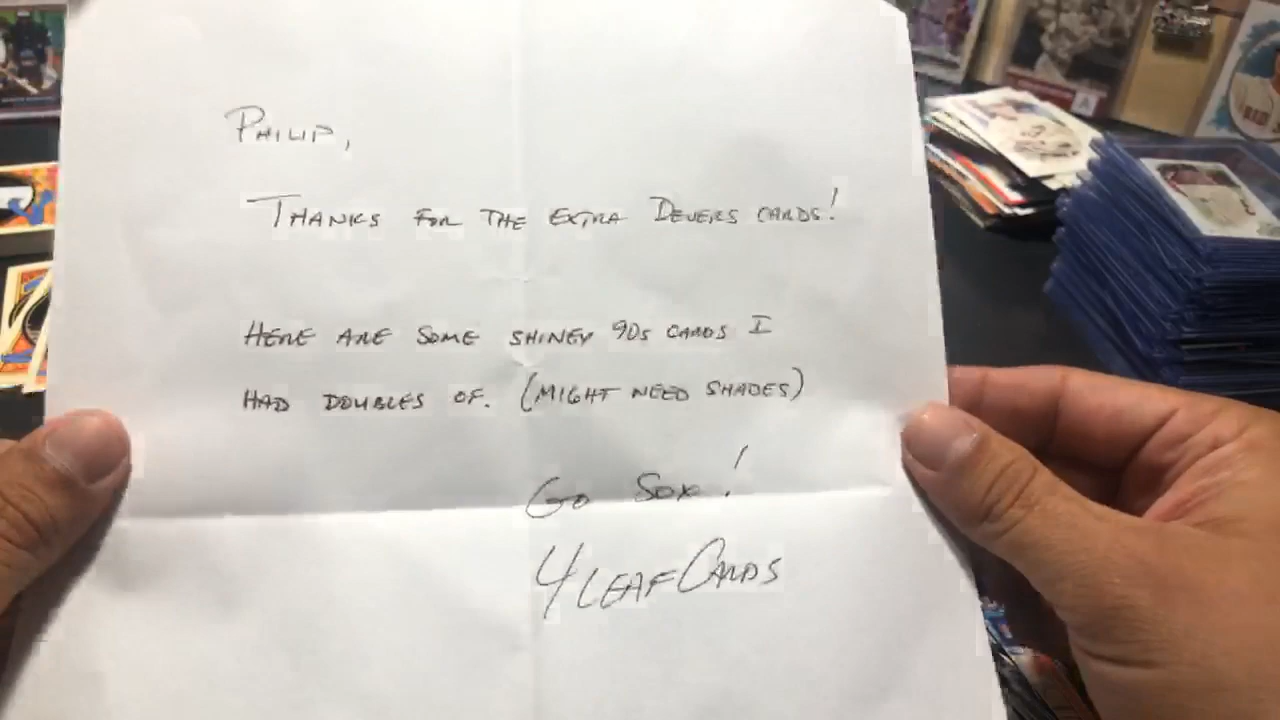 PHILIP,
THANKS FOR THE EXTRA DEVERS CARDS!
HERE ARE SOME SHINEY 90s CARDS I
HAD DOUBLES OF. (MIGHT NEED SHADES)
GO SOX!
4LEAFCARDS
RED